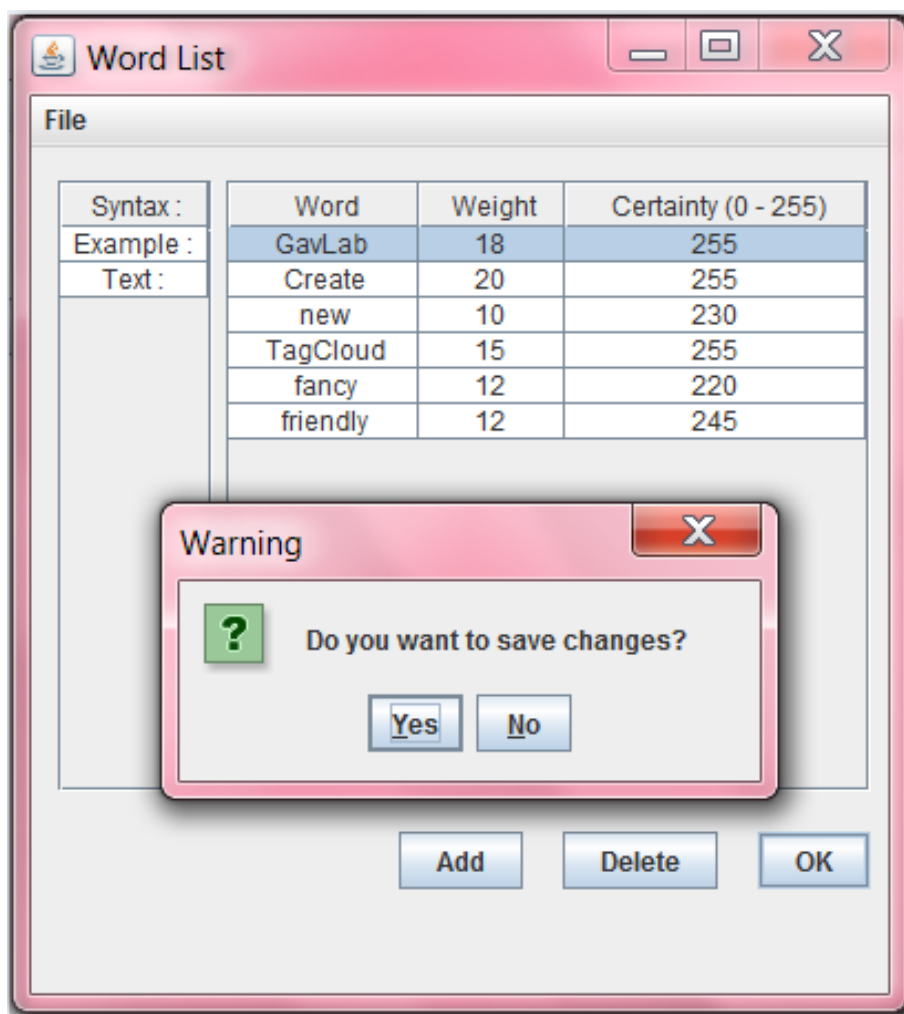 Word List
File
Syntax : Word Weight Certainty (0 - 255)
Example : GavLab 18 255
Text : Create 20 255
new 10 230
TagCloud 15 255
fancy 12 220
friendly 12 245
Warning
? Do you want to save changes?
Yes No
Add Delete OK